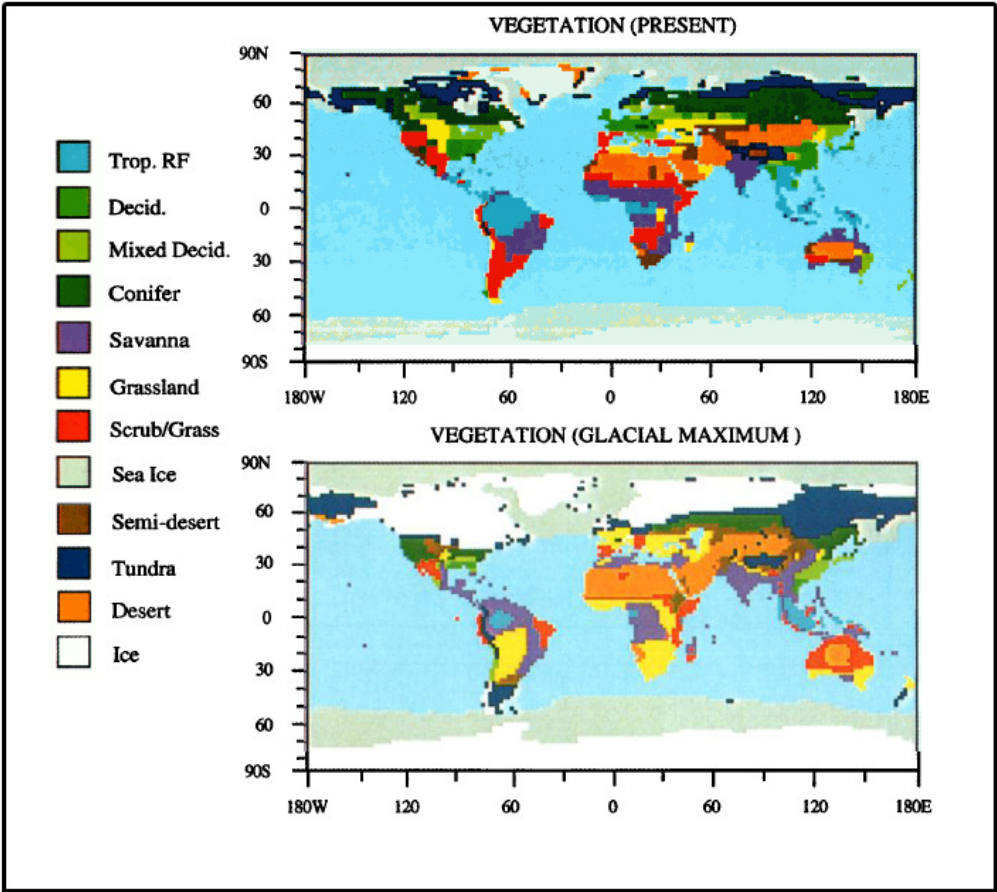 VEGETATION (PRESENT)
90N
60
30
0
30
60
90S
180W 120 60 0 60 120 180E
Trop. RF
Decid.
Mixed Decid.
Conifer
Savanna
Grassland
Scrub/Grass
Sea Ice
Semi-desert
Tundra
Desert
Ice
VEGETATION (GLACIAL MAXIMUM )
90N
60
30
0
30
60
90S
180W 120 60 0 60 120 180E